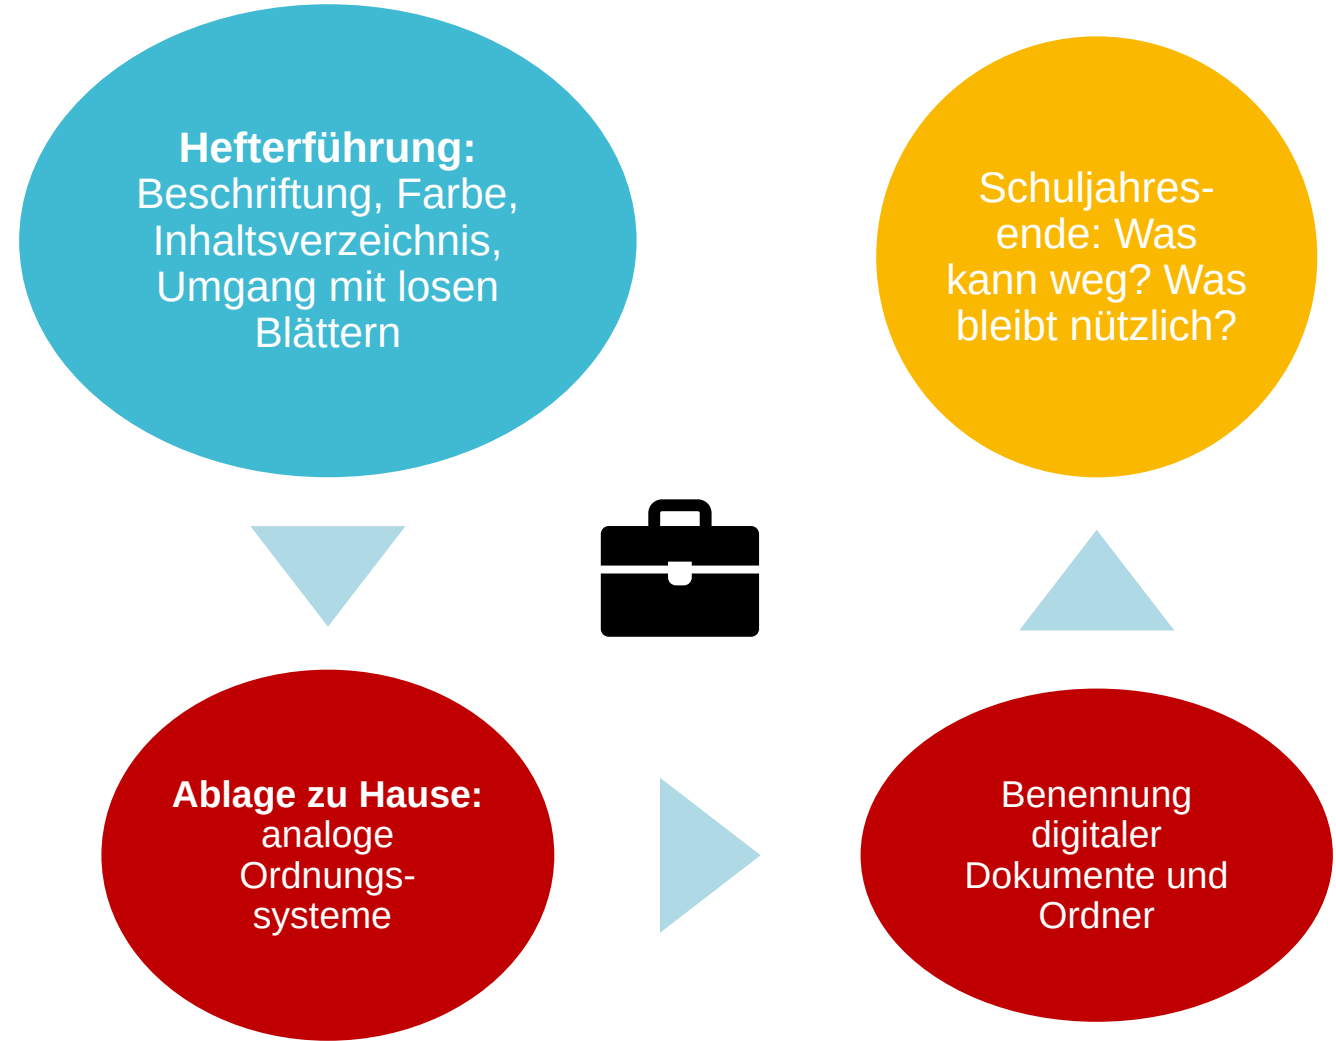 Hefterführung:
Beschriftung, Farbe,
Inhaltsverzeichnis,
Umgang mit losen
Blättern
Ablage zu Hause:
analoge
Ordnungs-
systeme
Benennung
digitaler
Dokumente und
Ordner
Schuljahres-
ende: Was
kann weg? Was
bleibt nützlich?